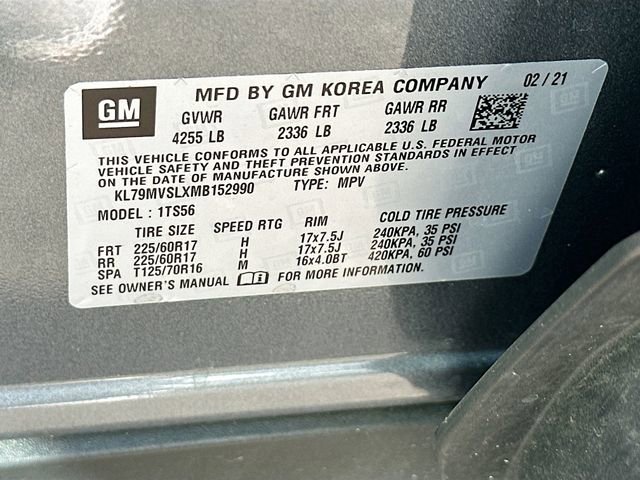 GM
MFD BY GM KOREA COMPANY 02 / 21
GVWR GAWR FRT GAWR RR
4255 LB 2336 LB 2336 LB
THIS VEHICLE CONFORMS TO ALL APPLICABLE U.S. FEDERAL MOTOR
VEHICLE SAFETY AND THEFT PREVENTION STANDARDS IN EFFECT ON
THE DATE OF MANUFACTURE SHOWN ABOVE.
KL79MVSLXMB152990 TYPE: MPV
MODEL : 1TS56
TIRE SIZE SPEED RTG RIM COLD TIRE PRESSURE
FRT 225/60R17 H 17x7.5J 240KPA, 35 PSI
RR 225/60R17 H 17x7.5J 240KPA, 35 PSI
SPA T125/70R16 M 16x4.0BT 420KPA, 60 PSI
SEE OWNER'S MANUAL FOR MORE INFORMATION.